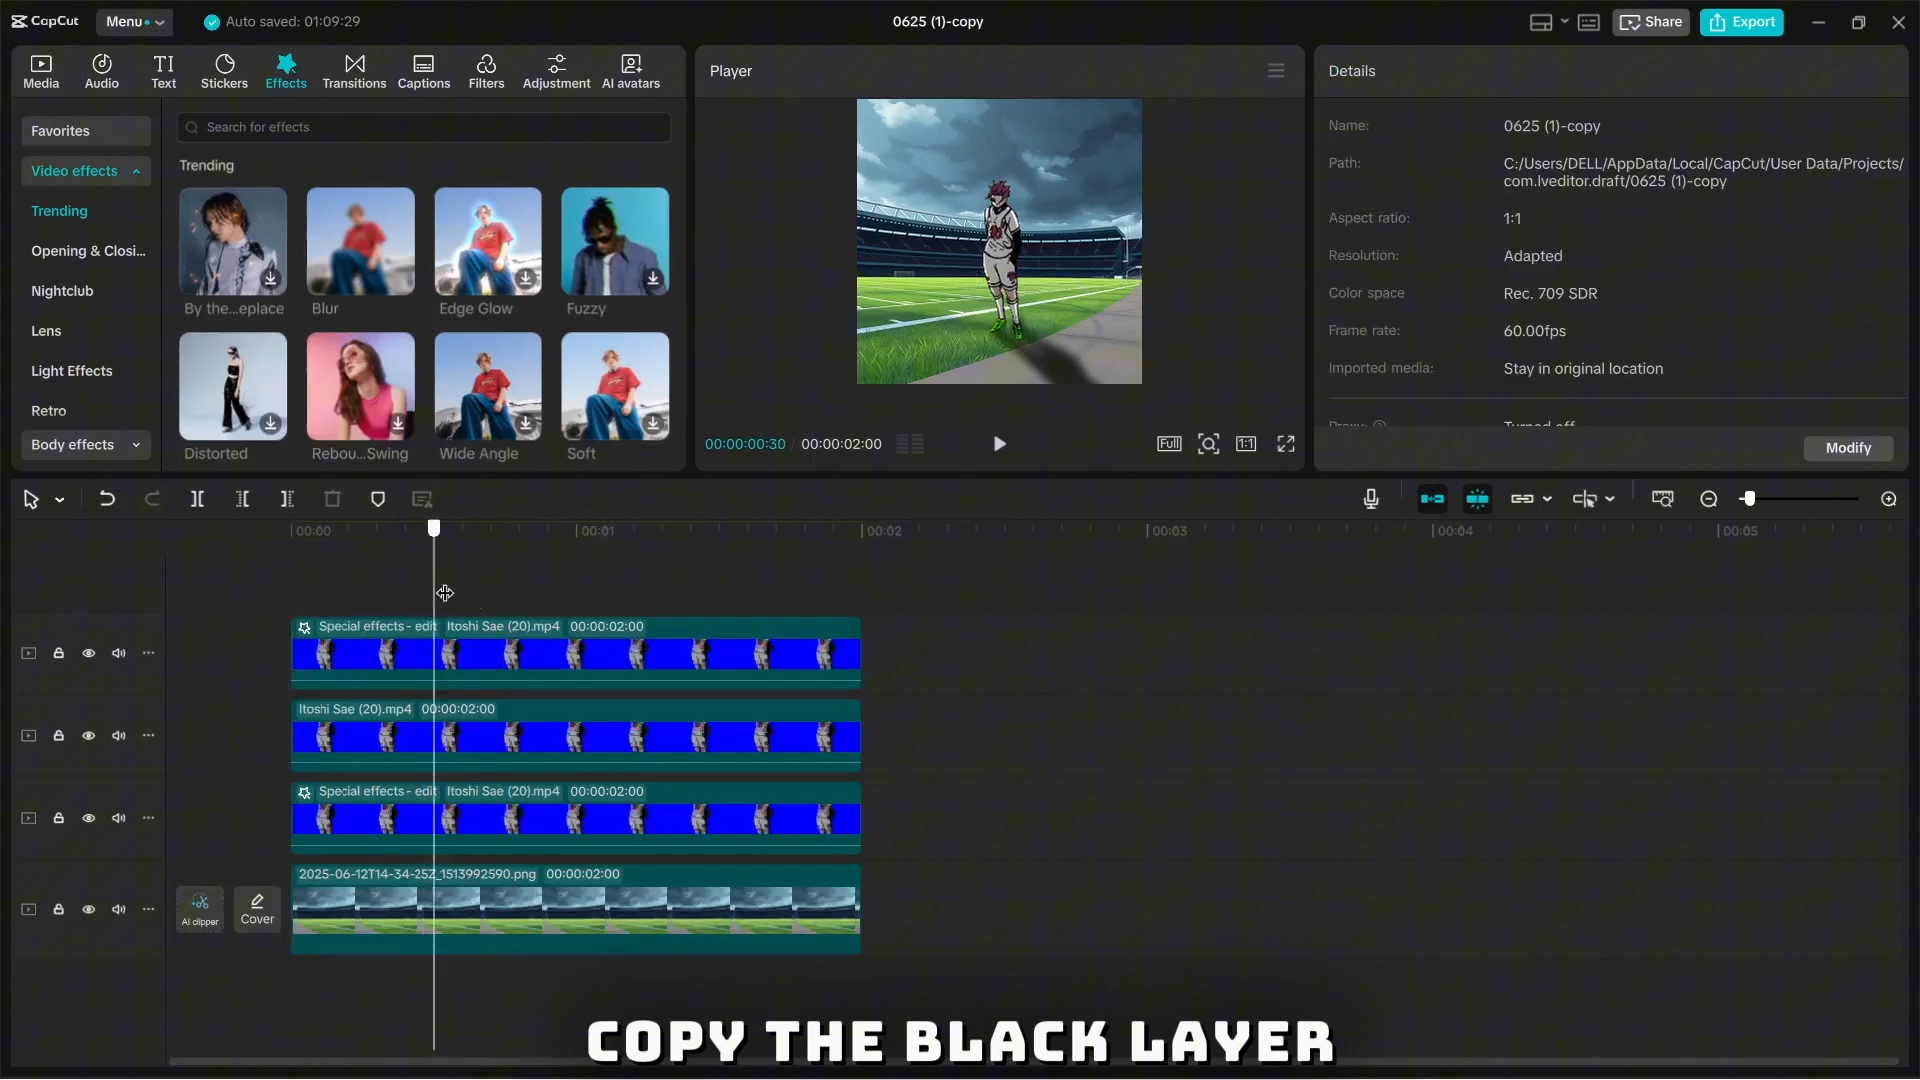 CapCut
Menu
Auto saved: 01:09:29
0625 (1)-copy
Share
Export
Media
Audio
Text
Stickers
Effects
Transitions
Captions
Filters
Adjustment
AI avatars
Favorites
Video effects
Trending
Opening & Closi...
Nightclub
Lens
Light Effects
Retro
Body effects
Search for effects
Trending
By the...eplace
Blur
Edge Glow
Fuzzy
Distorted
Rebou...Swing
Wide Angle
Soft
Player
00:00:00:30 / 00:00:02:00
Full
1:1
Details
Name:
0625 (1)-copy
Path:
C:/Users/DELL/AppData/Local/CapCut/User Data/Projects/
com.lveditor.draft/0625 (1)-copy
Aspect ratio:
1:1
Resolution:
Adapted
Color space
Rec. 709 SDR
Frame rate:
60.00fps
Imported media:
Stay in original location
Modify
00:00
00:01
00:02
00:03
00:04
00:05
Special effects - edit Itoshi Sae (20).mp4 00:00:02:00
Itoshi Sae (20).mp4 00:00:02:00
Special effects - edit Itoshi Sae (20).mp4 00:00:02:00
2025-06-12T14-34-25Z_1513992590.png 00:00:02:00
AI clipper
Cover
COPY THE BLACK LAYER